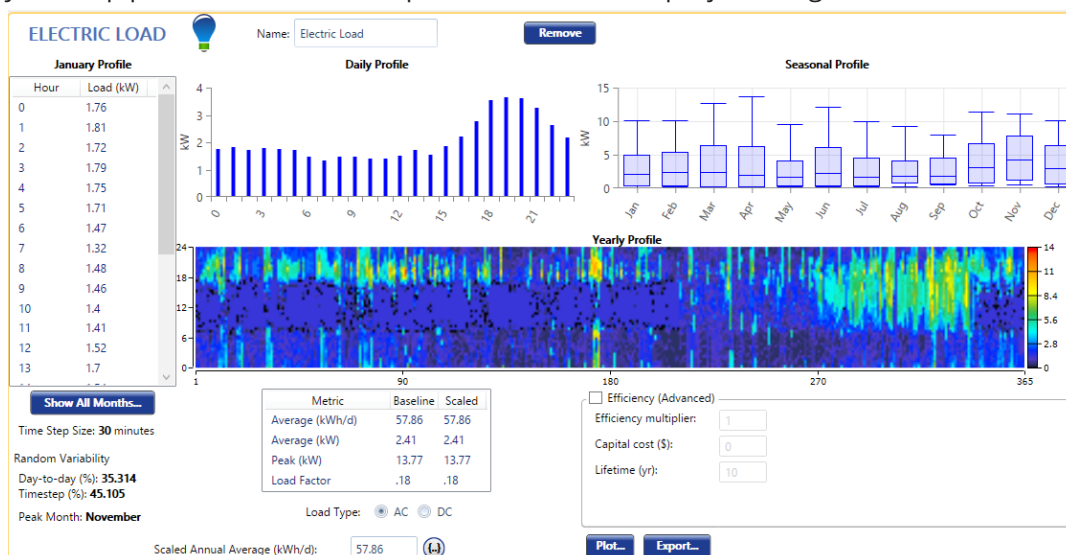 ELECTRIC LOAD
Name: Electric Load
Remove
January Profile
Hour Load (kW)
0 1.76
1 1.81
2 1.72
3 1.79
4 1.75
5 1.71
6 1.47
7 1.32
8 1.48
9 1.46
10 1.4
11 1.41
12 1.52
13 1.7
Show All Months...
Time Step Size: 30 minutes
Random Variability
Day-to-day (%): 35.314
Timestep (%): 45.105
Peak Month: November
Daily Profile
kW
4
3
2
1
0
0 3 6 9 12 15 18 21
Seasonal Profile
kW
15
10
5
0
Jan Feb Mar Apr May Jun Jul Aug Sep Oct Nov Dec
Yearly Profile
24
18
12
6
0
1 90 180 270 365
14
11
8.4
5.6
2.8
0
Metric Baseline Scaled
Average (kWh/d) 57.86 57.86
Average (kW) 2.41 2.41
Peak (kW) 13.77 13.77
Load Factor .18 .18
Load Type: AC DC
Scaled Annual Average (kWh/d): 57.86 {..}
Efficiency (Advanced)
Efficiency multiplier: 1
Capital cost ($): 0
Lifetime (yr): 10
Plot... Export...